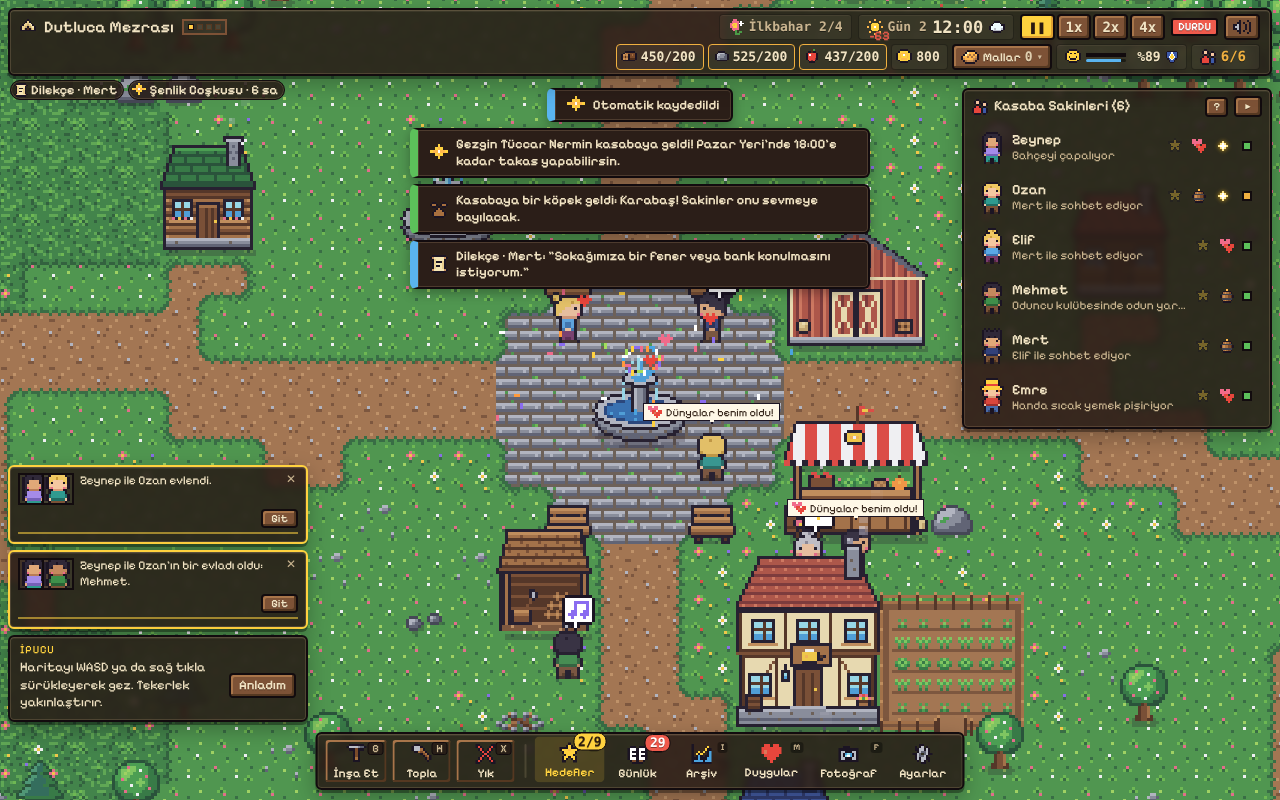 Dutluca Mezrası
İlkbahar 2/4
Gün 2 12:00
-69
1x
2x
4x
DURDU
450/200
525/200
437/200
800
Mallar 0
%89
6/6
Dilekçe · Mert
Şenlik Coşkusu · 6 sa
Otomatik kaydedildi
Gezgin Tüccar Nermin kasabaya geldi! Pazar Yeri'nde 18:00'e
kadar takas yapabilirsin.
Kasabaya bir köpek geldi: Karabaş! Sakinler onu sevmeye
bayılacak.
Dilekçe · Mert: "Sokağımıza bir fener veya bank konulmasını
istiyorum."
Kasaba Sakinleri (6)
?
Zeynep
Bahçeyi çapalıyor
Ozan
Mert ile sohbet ediyor
Elif
Mert ile sohbet ediyor
Mehmet
Oduncu kulübesinde odun yar...
Mert
Elif ile sohbet ediyor
Emre
Handa sıcak yemek pişiriyor
Dünyalar benim oldu!
Dünyalar benim oldu!
Zeynep ile Ozan evlendi.
Git
Zeynep ile Ozan'ın bir evladı oldu:
Mehmet.
Git
İPUCU
Haritayı WASD ya da sağ tıkla
sürükleyerek gez. Tekerlek
yakınlaştırır.
Anladım
İnşa Et
Topla
H
Yık
X
2/9
Hedefler
29
Günlük
I
Arşiv
M
Duygular
F
Fotoğraf
Ayarlar